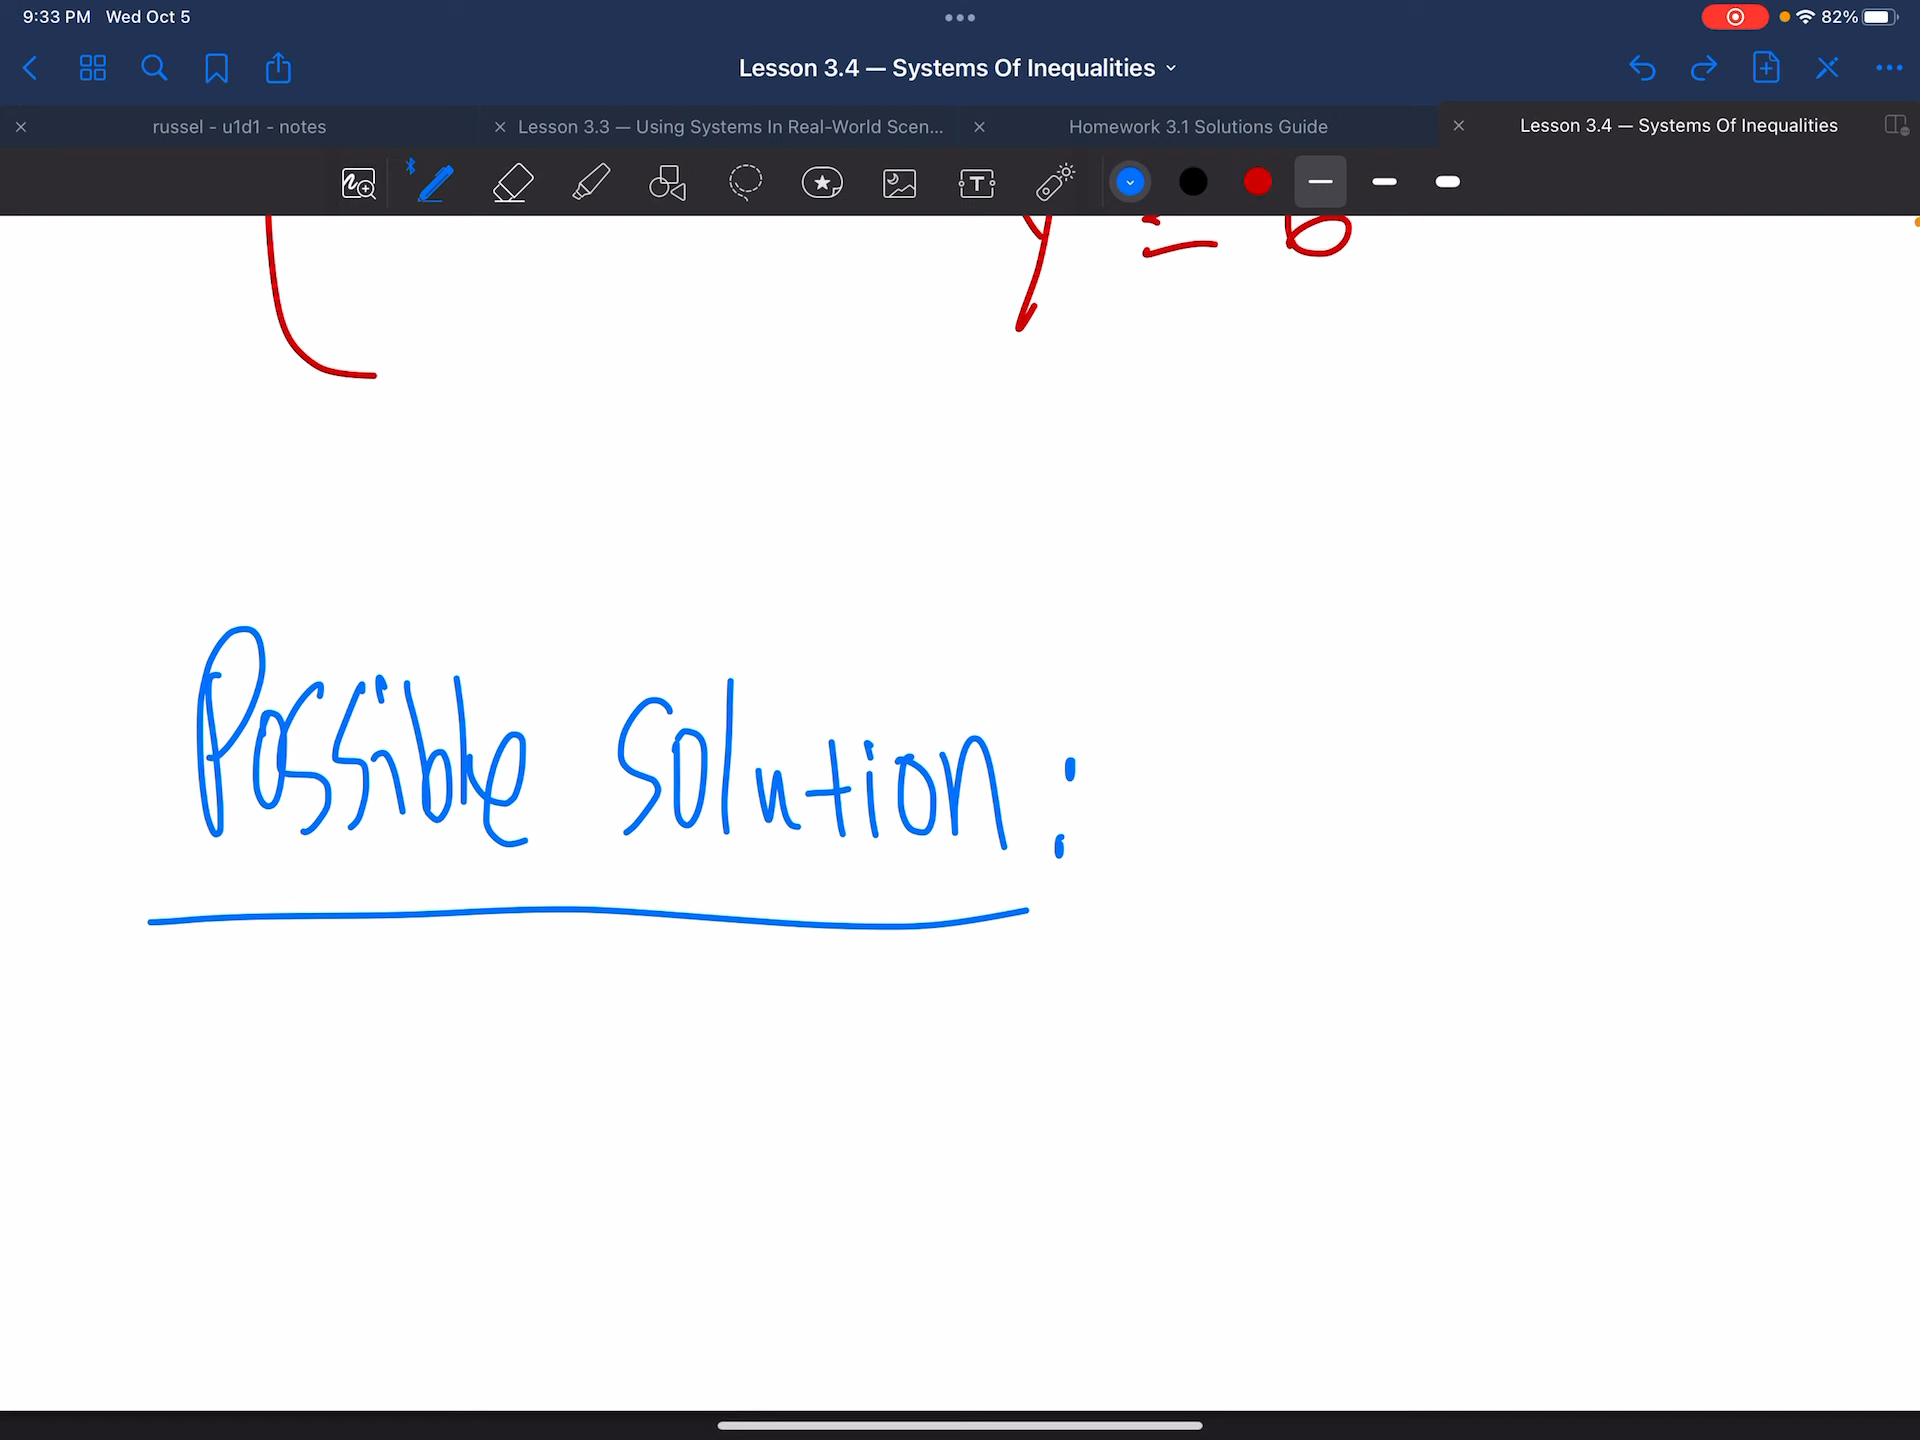 9:33 PM Wed Oct 5
82%
Lesson 3.4 — Systems Of Inequalities
russel - u1d1 - notes
Lesson 3.3 — Using Systems In Real-World Scen...
Homework 3.1 Solutions Guide
Lesson 3.4 — Systems Of Inequalities
T
y 6
Possible solution: